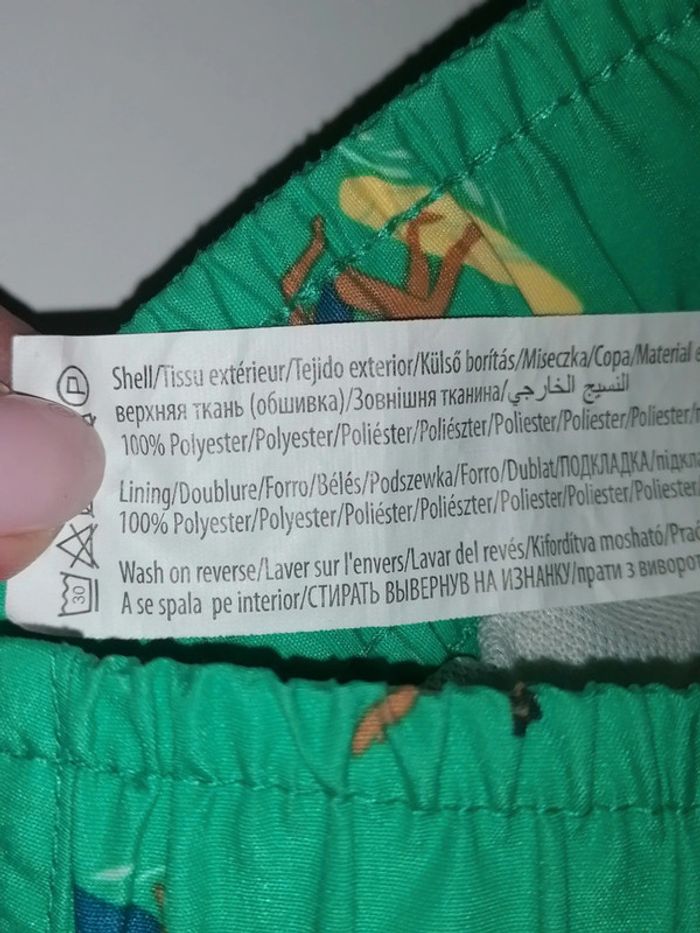 Shell/Tissu extérieur/Tejido exterior/Külső borítás/Miseczka/Copa/Material e
верхняя ткань (обшивка)/Зовнішня тканина/النسيج الخارجي
100% Polyester/Polyester/Poliéster/Poliészter/Poliester/Poliester/Poliester/
Lining/Doublure/Forro/Bélés/Podszewka/Forro/Dublat/ПОДКЛАДКА/підкла
100% Polyester/Polyester/Poliéster/Poliészter/Poliester/Poliester/Poliester
Wash on reverse/Laver sur l'envers/Lavar del revés/Kifordítva mosható/Prac
A se spala pe interior/СТИРАТЬ ВЫВЕРНУВ НА ИЗНАНКУ/прати з виворот
P
30